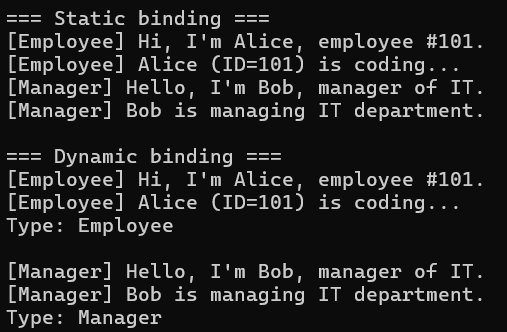 === Static binding ===
[Employee] Hi, I'm Alice, employee #101.
[Employee] Alice (ID=101) is coding...
[Manager] Hello, I'm Bob, manager of IT.
[Manager] Bob is managing IT department.

=== Dynamic binding ===
[Employee] Hi, I'm Alice, employee #101.
[Employee] Alice (ID=101) is coding...
Type: Employee

[Manager] Hello, I'm Bob, manager of IT.
[Manager] Bob is managing IT department.
Type: Manager